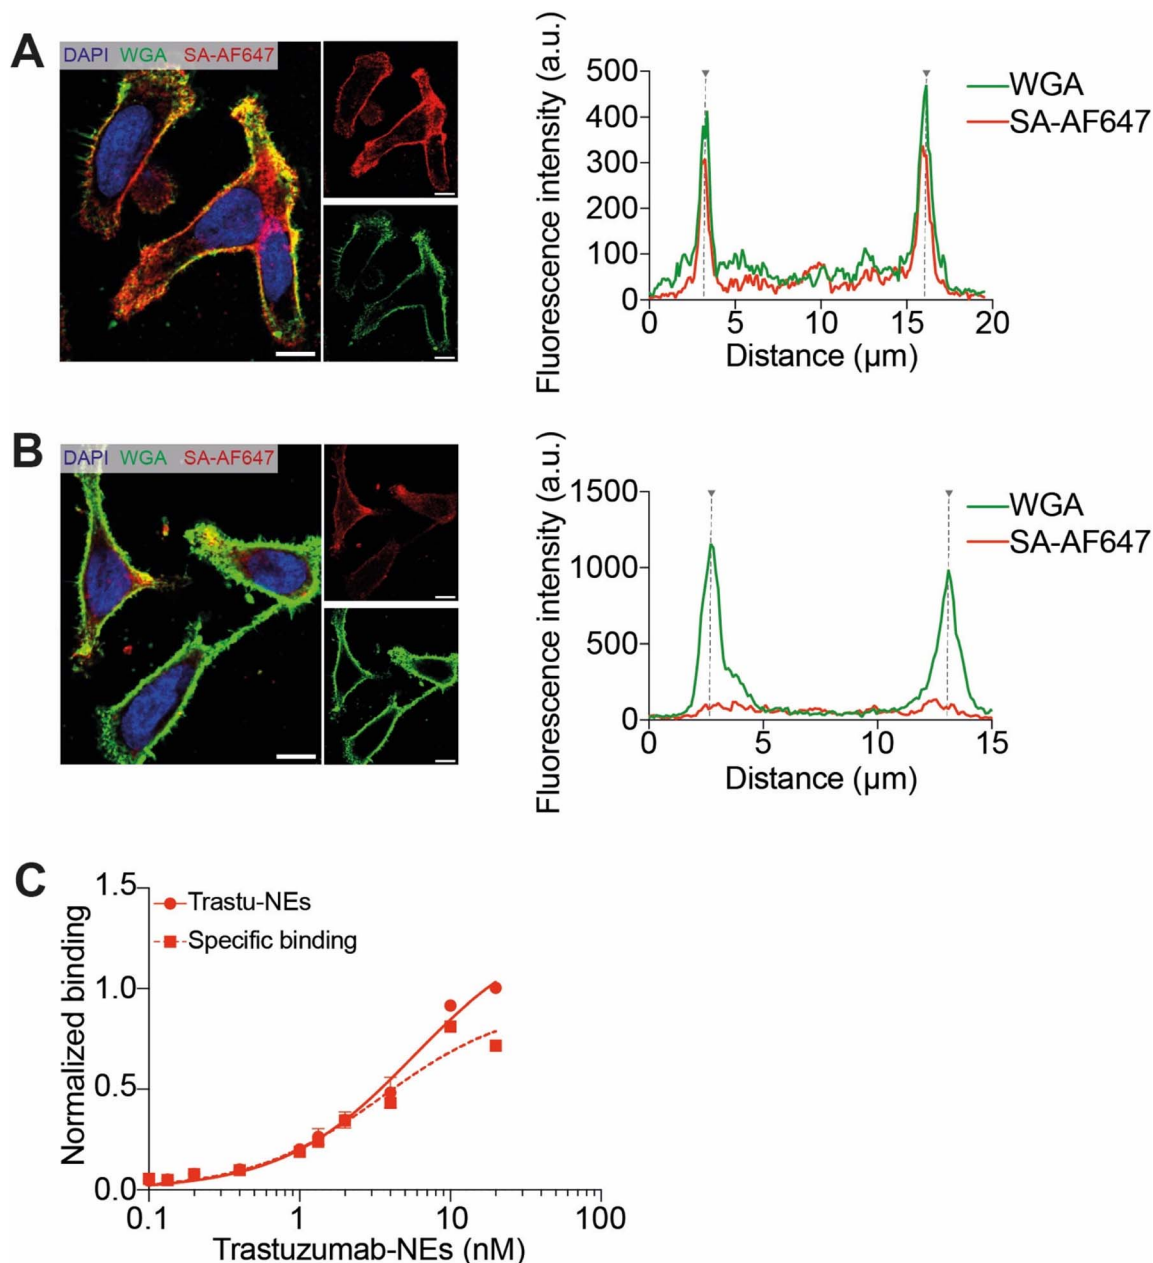 A
DAPI WGA SA-AF647
Fluorescence intensity (a.u.)
500
400
300
200
100
0
0 5 10 15 20
Distance (µm)
WGA
SA-AF647
B
DAPI WGA SA-AF647
Fluorescence intensity (a.u.)
1500
1000
500
0
0 5 10 15
Distance (µm)
WGA
SA-AF647
C
Normalized binding
1.5
1.0
0.5
0.0
Trastu-NEs
Specific binding
0.1 1 10 100
Trastuzumab-NEs (nM)